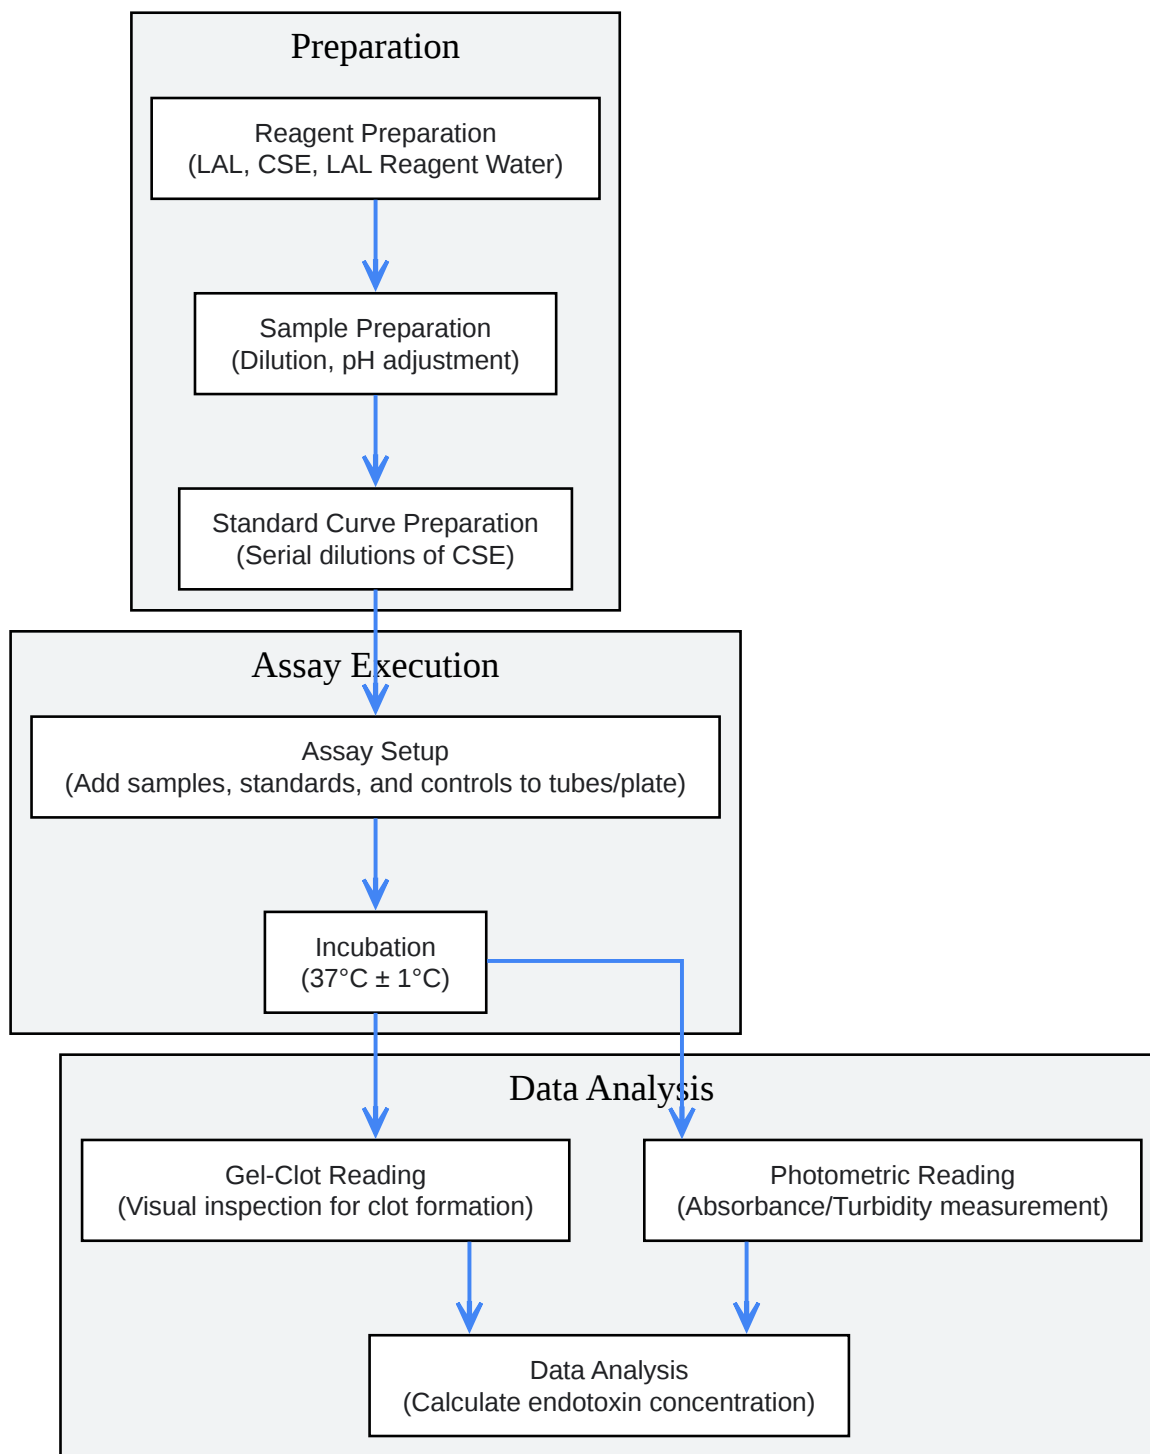 Preparation
Reagent Preparation
(LAL, CSE, LAL Reagent Water)
Sample Preparation
(Dilution, pH adjustment)
Standard Curve Preparation
(Serial dilutions of CSE)
Assay Execution
Assay Setup
(Add samples, standards, and controls to tubes/plate)
Incubation
(37°C ± 1°C)
Data Analysis
Gel-Clot Reading
(Visual inspection for clot formation)
Photometric Reading
(Absorbance/Turbidity measurement)
Data Analysis
(Calculate endotoxin concentration)